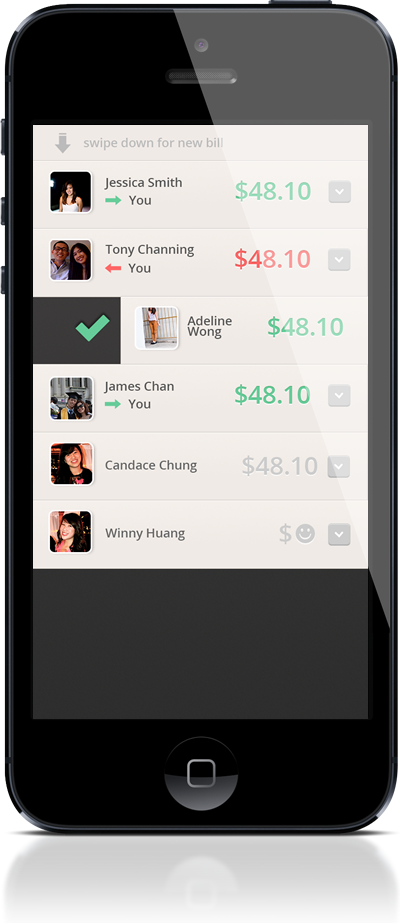 swipe down for new bill
Jessica Smith
You
$48.10
Tony Channing
You
$48.10
Adeline
Wong
$48.10
James Chan
You
$48.10
Candace Chung
$48.10
Winny Huang
$